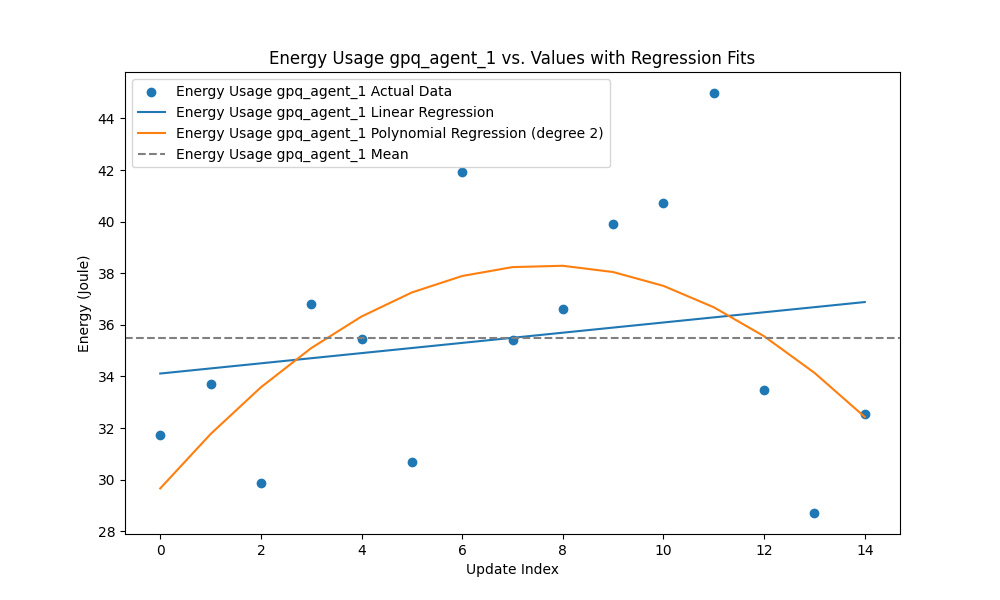 Energy Usage gpq_agent_1 vs. Values with Regression Fits
Energy Usage gpq_agent_1 Actual Data
Energy Usage gpq_agent_1 Linear Regression
Energy Usage gpq_agent_1 Polynomial Regression (degree 2)
Energy Usage gpq_agent_1 Mean
Energy (Joule)
44
42
40
38
36
34
32
30
28
0 2 4 6 8 10 12 14
Update Index